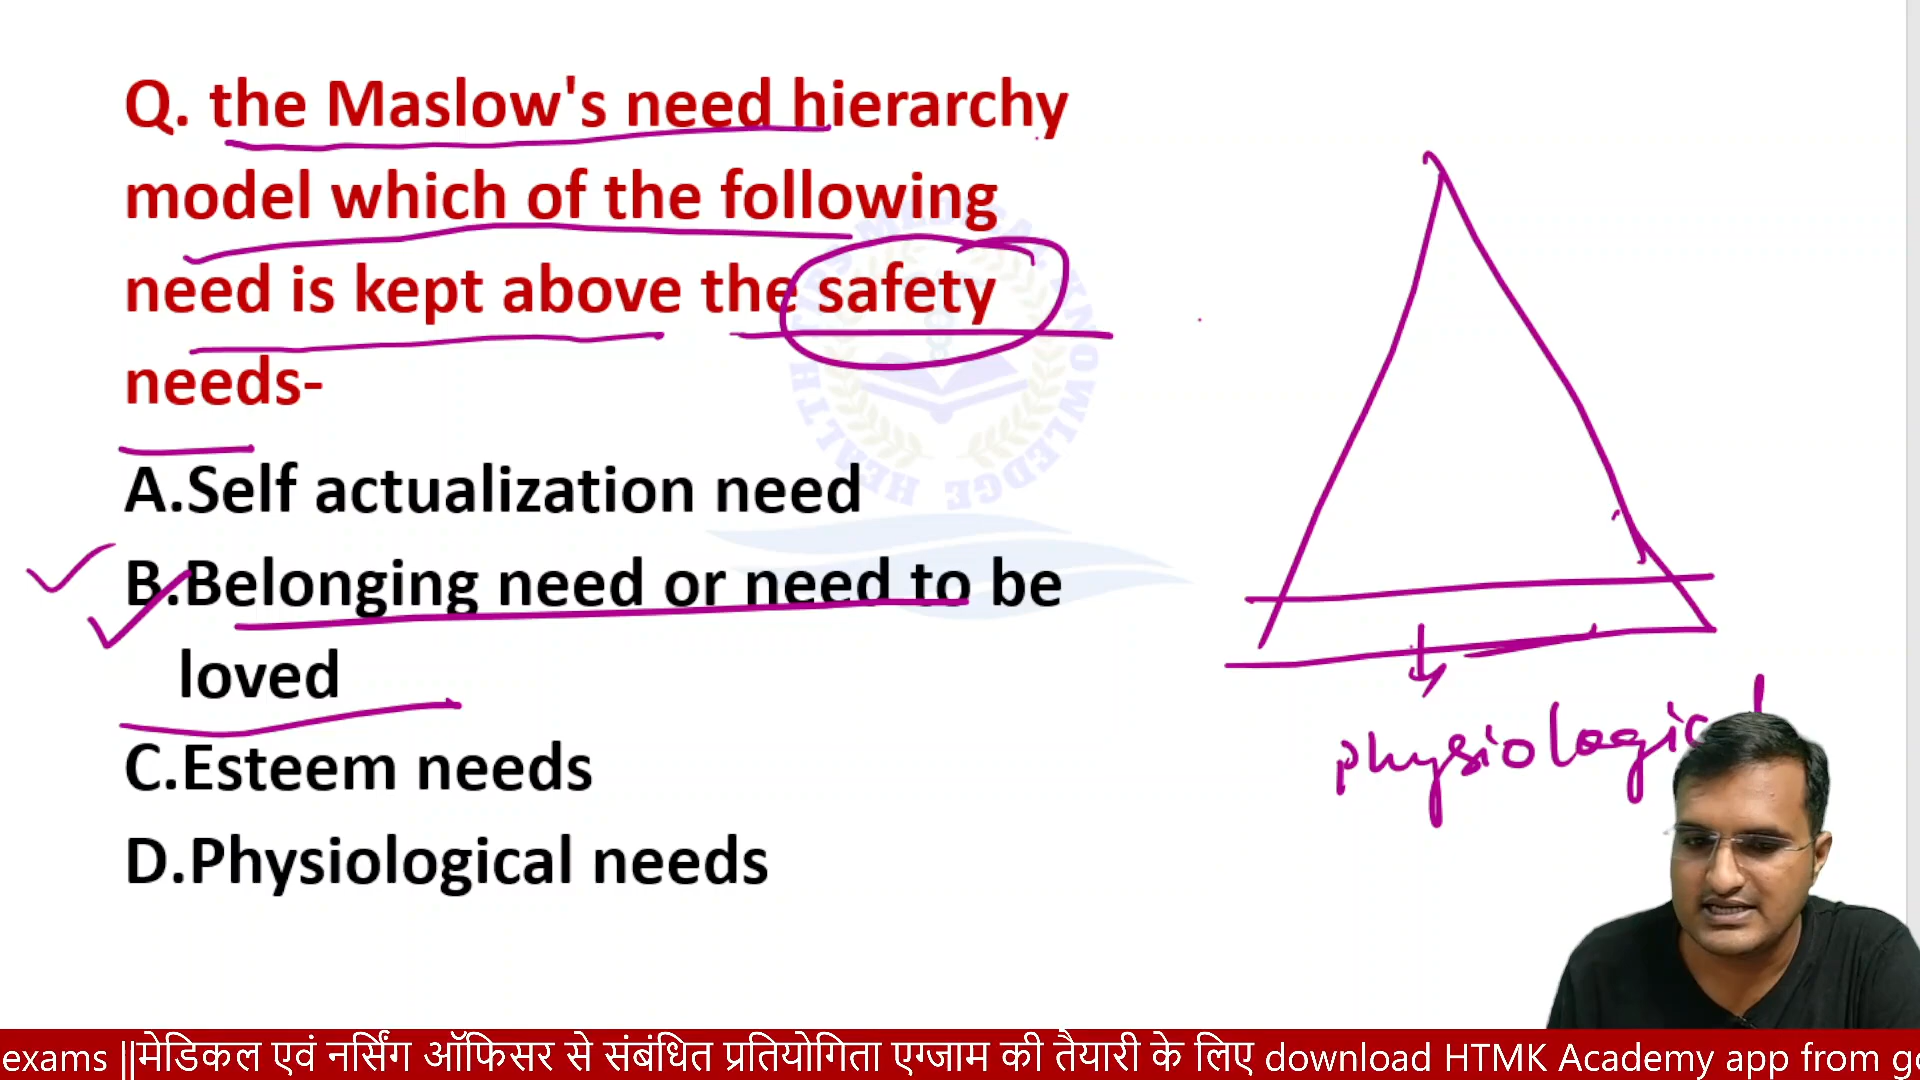 Q. the Maslow's need hierarchy
model which of the following
need is kept above the safety
needs-
A.Self actualization need
B.Belonging need or need to be
loved
C.Esteem needs
D.Physiological needs
physiological
exams ||मेडिकल एवं नर्सिंग ऑफिसर से संबंधित प्रतियोगिता एग्जाम की तैयारी के लिए download HTMK Academy app from